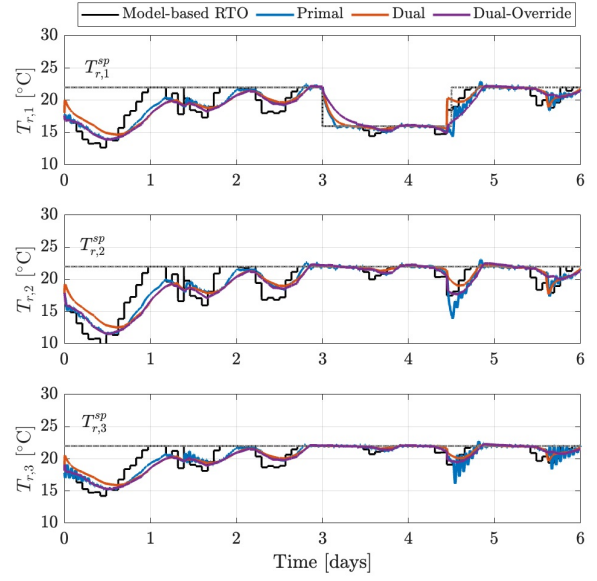 Model-based RTO Primal Dual Dual-Override
30
25
20
15
10
T_{r,1} [°C]
T_{r,1}^{sp}
0 1 2 3 4 5 6
30
25
20
15
10
T_{r,2} [°C]
T_{r,2}^{sp}
0 1 2 3 4 5 6
30
25
20
15
10
T_{r,3} [°C]
T_{r,3}^{sp}
0 1 2 3 4 5 6
Time [days]